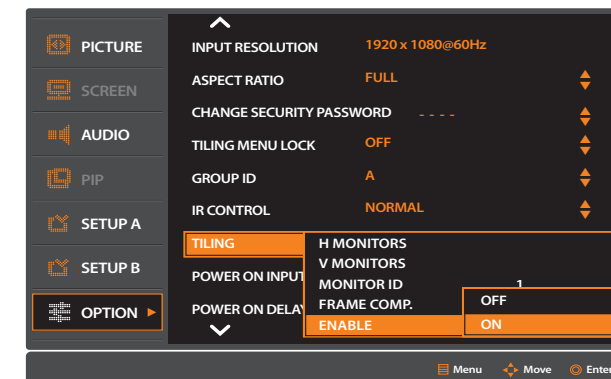 PICTURE
SCREEN
AUDIO
PIP
SETUP A
SETUP B
OPTION
INPUT RESOLUTION 1920 x 1080@60Hz
ASPECT RATIO FULL
CHANGE SECURITY PASSWORD - - - -
TILING MENU LOCK OFF
GROUP ID A
IR CONTROL NORMAL
TILING
POWER ON INPUT
POWER ON DELAY
H MONITORS
V MONITORS
MONITOR ID 1
FRAME COMP.
ENABLE
OFF
ON
Menu Move Enter